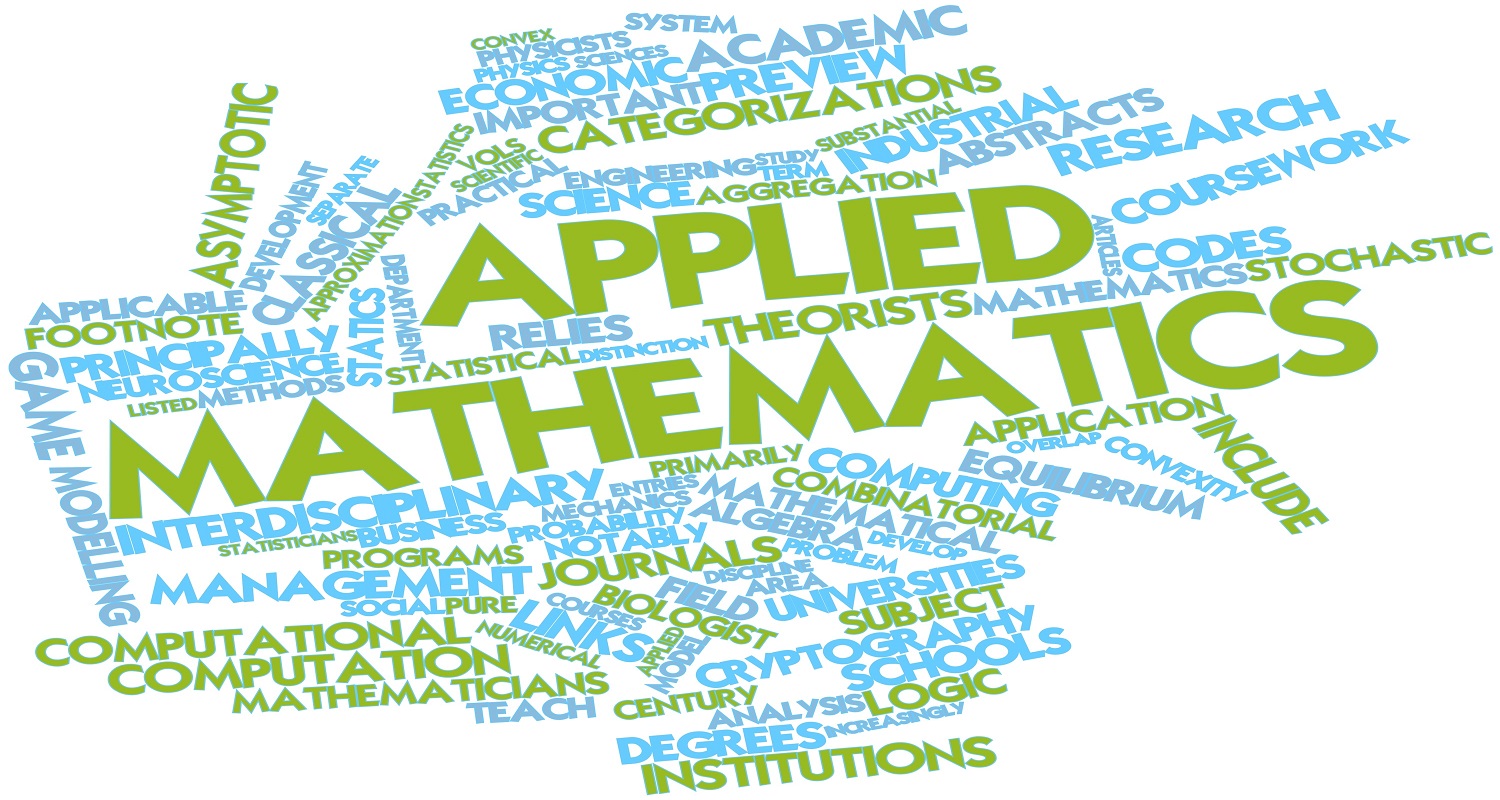 CONVEX
SYSTEM
PHYSICISTS
PHYSICS
SCIENCES
ACADEMIC
ECONOMIC
PREVIEW
IMPORTANT
CATEGORIZATIONS
ASYMPTOTIC
STATISTICS
VOLS
SCIENTIFIC
SUBSTANTIAL
INDUSTRIAL
ABSTRACTS
RESEARCH
DEVELOPMENT
SEPARATE
CLASSICAL
APPROXIMATION
PRACTICAL
ENGINEERING
STUDY
TERM
SCIENCE
AGGREGATION
COURSEWORK
APPLIED
ARTICLES
CODES
STOCHASTIC
DEPARTMENT
APPLICABLE
FOOTNOTE
RELIES
THEORISTS
MATHEMATICS
PRINCIPALLY
STATICS
NEUROSCIENCE
STATISTICAL
DISTINCTION
LISTED
METHODS
MATHEMATICS
GAME
MODELLING
APPLICATION
INCLUDE
OVERLAP
CONVEXITY
PRIMARILY
COMPUTING
EQUILIBRIUM
INTERDISCIPLINARY
ENTRIES
MATHEMATICAL
COMBINATORIAL
MECHANICS
STATISTICIANS
BUSINESS
PROBABILITY
ALGEBRA
DEVELOP
PROGRAMS
NOTABLY
JOURNALS
PROBLEM
MANAGEMENT
DISCIPLINE
AREA
SOCIAL
PURE
COURSES
BIOLOGIST
FIELD
UNIVERSITIES
SUBJECT
COMPUTATIONAL
NUMERICAL
LINKS
APPLIED
MODEL
CRYPTOGRAPHY
SCHOOLS
COMPUTATION
MATHEMATICIANS
TEACH
CENTURY
ANALYSIS
LOGIC
DEGREES
INCREASINGLY
INSTITUTIONS